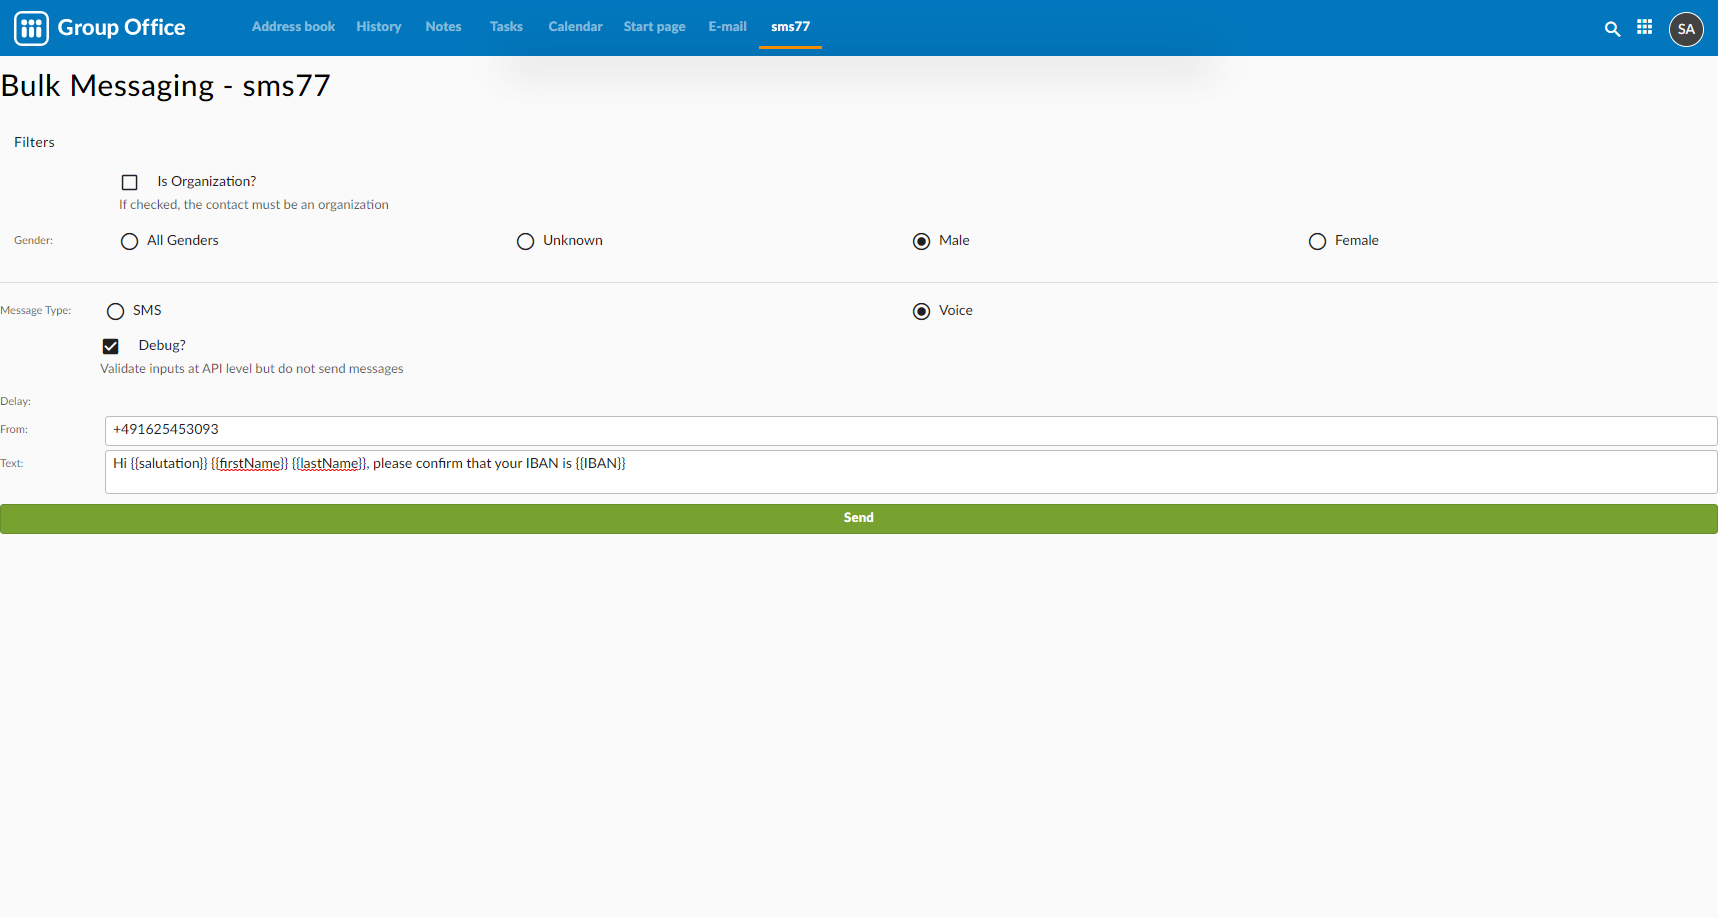 Group Office Address book History Notes Tasks Calendar Start page E-mail sms77 SA
Bulk Messaging - sms77
Filters
Is Organization?
If checked, the contact must be an organization
Gender: All Genders Unknown Male Female
Message Type: SMS Voice
Debug?
Validate inputs at API level but do not send messages
Delay:
From: +491625453093
Text: Hi {{salutation}} {{firstName}} {{lastName}}, please confirm that your IBAN is {{IBAN}}
Send